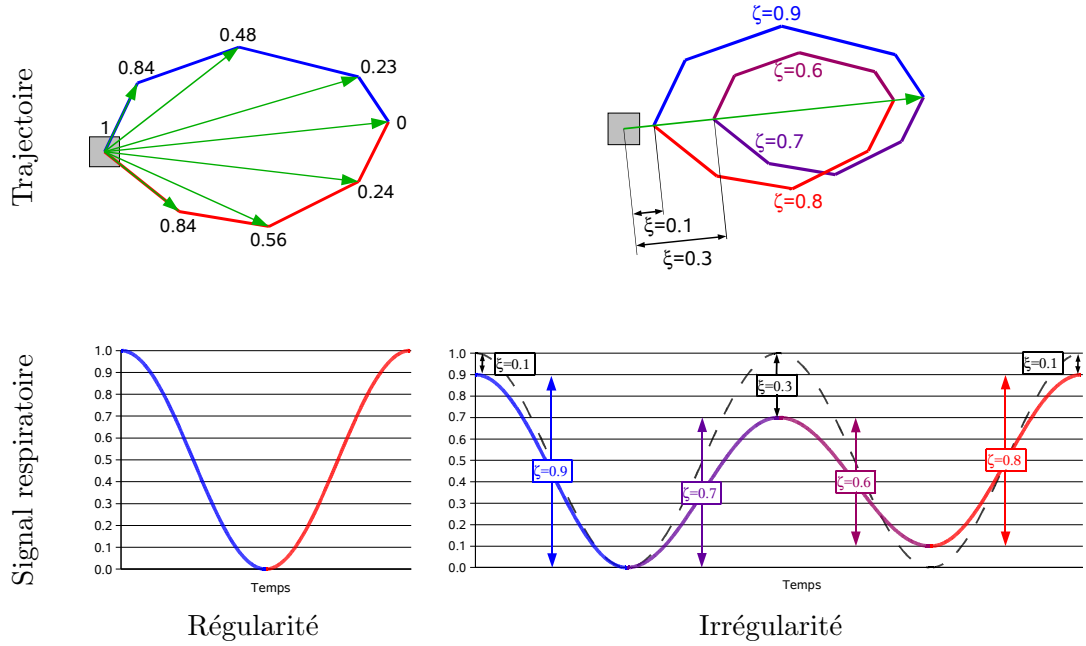 Trajectoire
0.48
0.84
0.23
1
0
0.24
0.84
0.56
ζ=0.9
ζ=0.6
ζ=0.7
ζ=0.8
ξ=0.1
ξ=0.3
Signal respiratoire
1.0
0.9
0.8
0.7
0.6
0.5
0.4
0.3
0.2
0.1
0.0
Temps
1.0
0.9
0.8
0.7
0.6
0.5
0.4
0.3
0.2
0.1
0.0
ξ=0.1
ξ=0.3
ξ=0.1
ζ=0.9
ζ=0.7
ζ=0.6
ζ=0.8
Temps
Régularité
Irrégularité